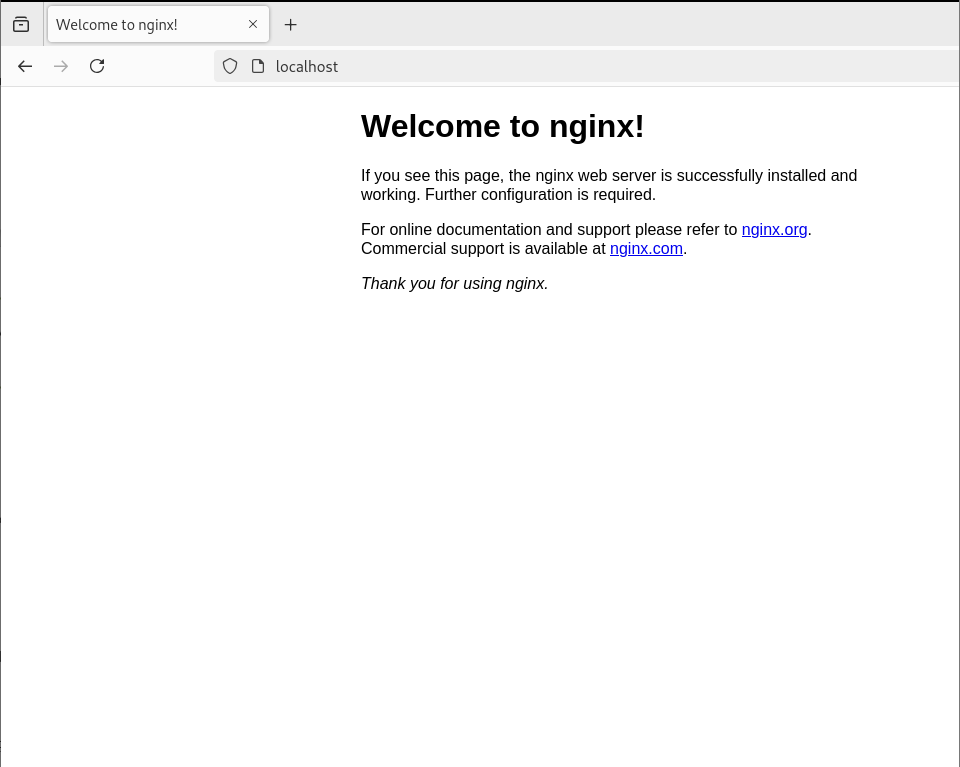 Welcome to nginx!
localhost
Welcome to nginx!
If you see this page, the nginx web server is successfully installed and
working. Further configuration is required.
For online documentation and support please refer to nginx.org.
Commercial support is available at nginx.com.
Thank you for using nginx.